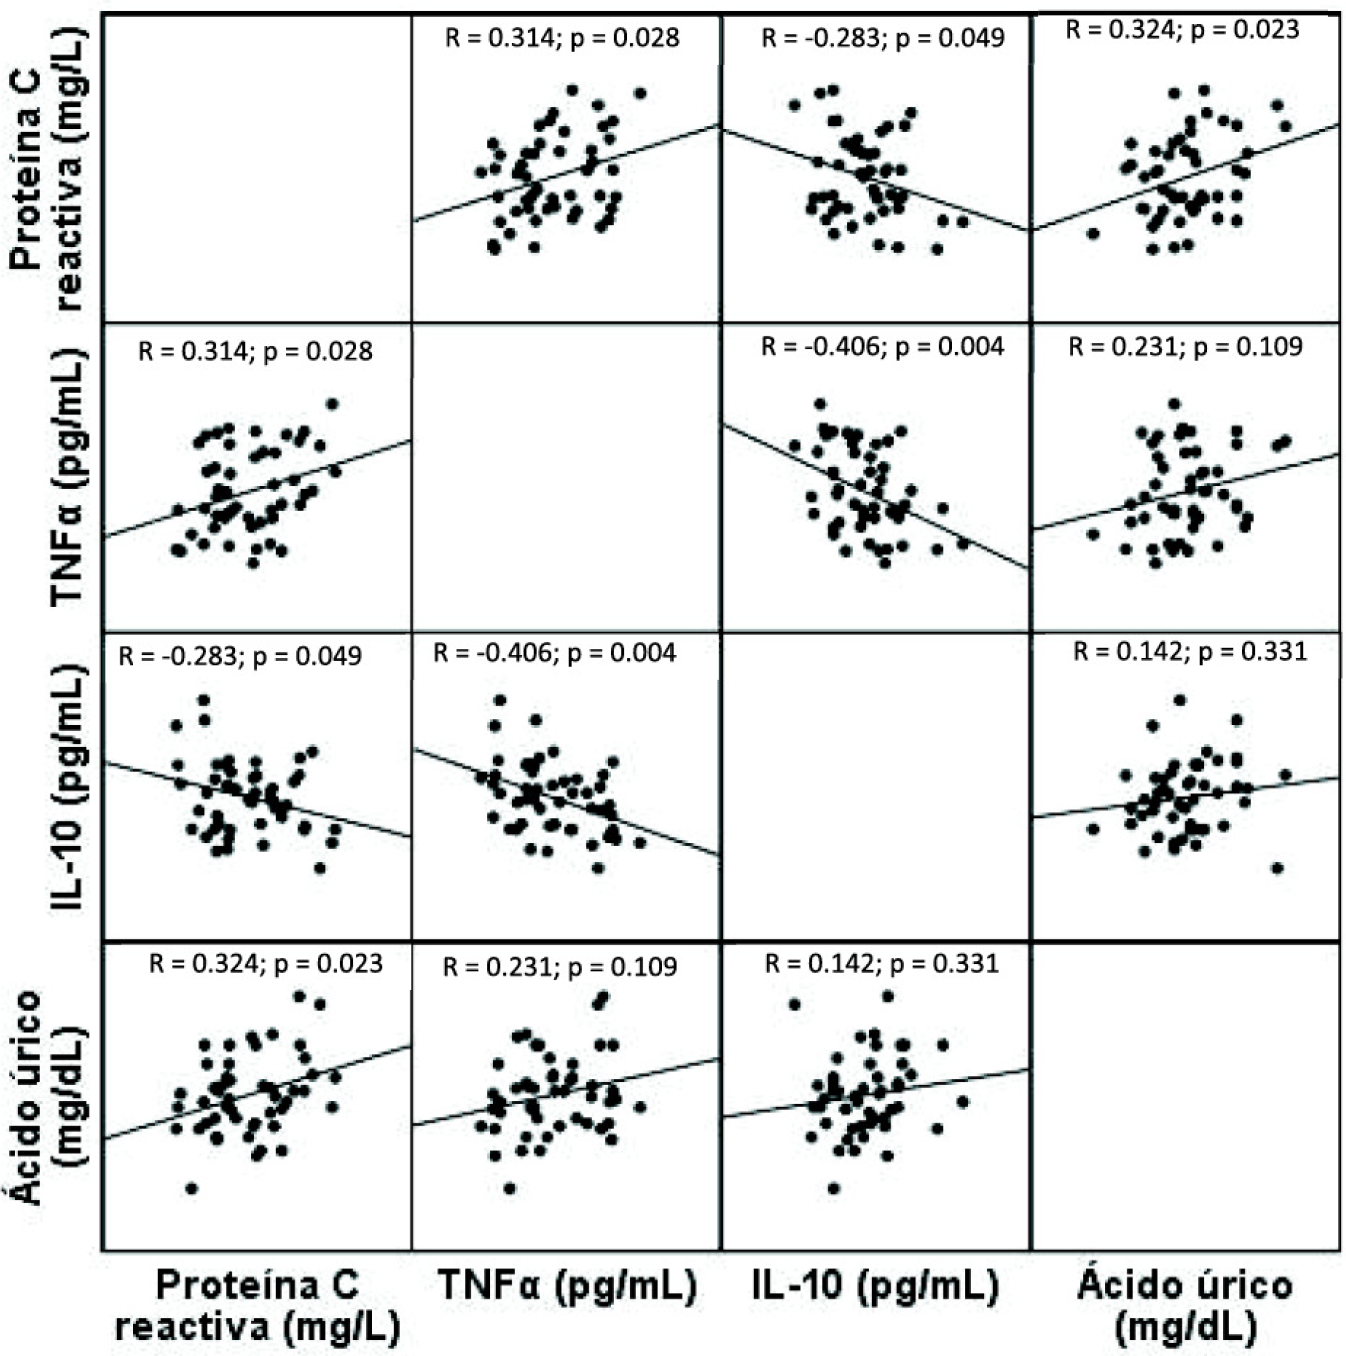 Proteína C
reactiva (mg/L)
R = 0.314; p = 0.028
R = -0.283; p = 0.049
R = 0.324; p = 0.023
TNFα (pg/mL)
R = 0.314; p = 0.028
R = -0.406; p = 0.004
R = 0.231; p = 0.109
IL-10 (pg/mL)
R = -0.283; p = 0.049
R = -0.406; p = 0.004
R = 0.142; p = 0.331
Ácido úrico
(mg/dL)
R = 0.324; p = 0.023
R = 0.231; p = 0.109
R = 0.142; p = 0.331
Proteína C
reactiva (mg/L)
TNFα (pg/mL)
IL-10 (pg/mL)
Ácido úrico
(mg/dL)